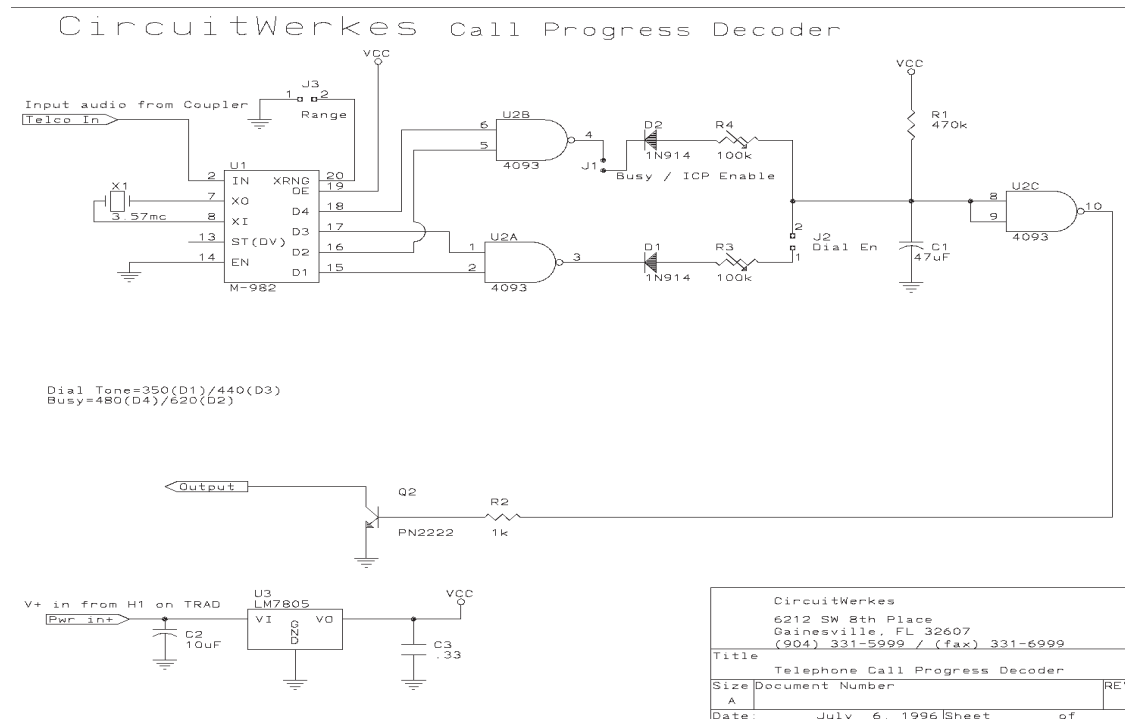 CircuitWerkes Call Progress Decoder
VCC
VCC
J3
1 2
Range
Input audio from Coupler
Telco In
U1
2 IN XRNG 20
DE 19
X1
3.57mc
7 XO
8 XI
D4 18
D3 17
13 ST(DV)
D2 16
14 EN
D1 15
M-982
U2B
6
5
4
4093
J1
D2
1N914
R4
100k
Busy / ICP Enable
U2A
1
2
3
4093
D1
1N914
R3
100k
2
J2
Dial En
1
R1
470k
C1
47uF
U2C
8
9
10
4093
Dial Tone=350(D1)/440(D3)
Busy=480(D4)/620(D2)
Output
Q2
PN2222
R2
1k
V+ in from H1 on TRAD
Pwr in+
C2
10uF
U3
LM7805
VI GND VO
VCC
C3
.33
CircuitWerkes
6212 SW 8th Place
Gainesville, FL 32607
(904) 331-5999 / (fax) 331-6999
Title
Telephone Call Progress Decoder
Size Document Number RE
A
Date: July 6, 1996 Sheet of